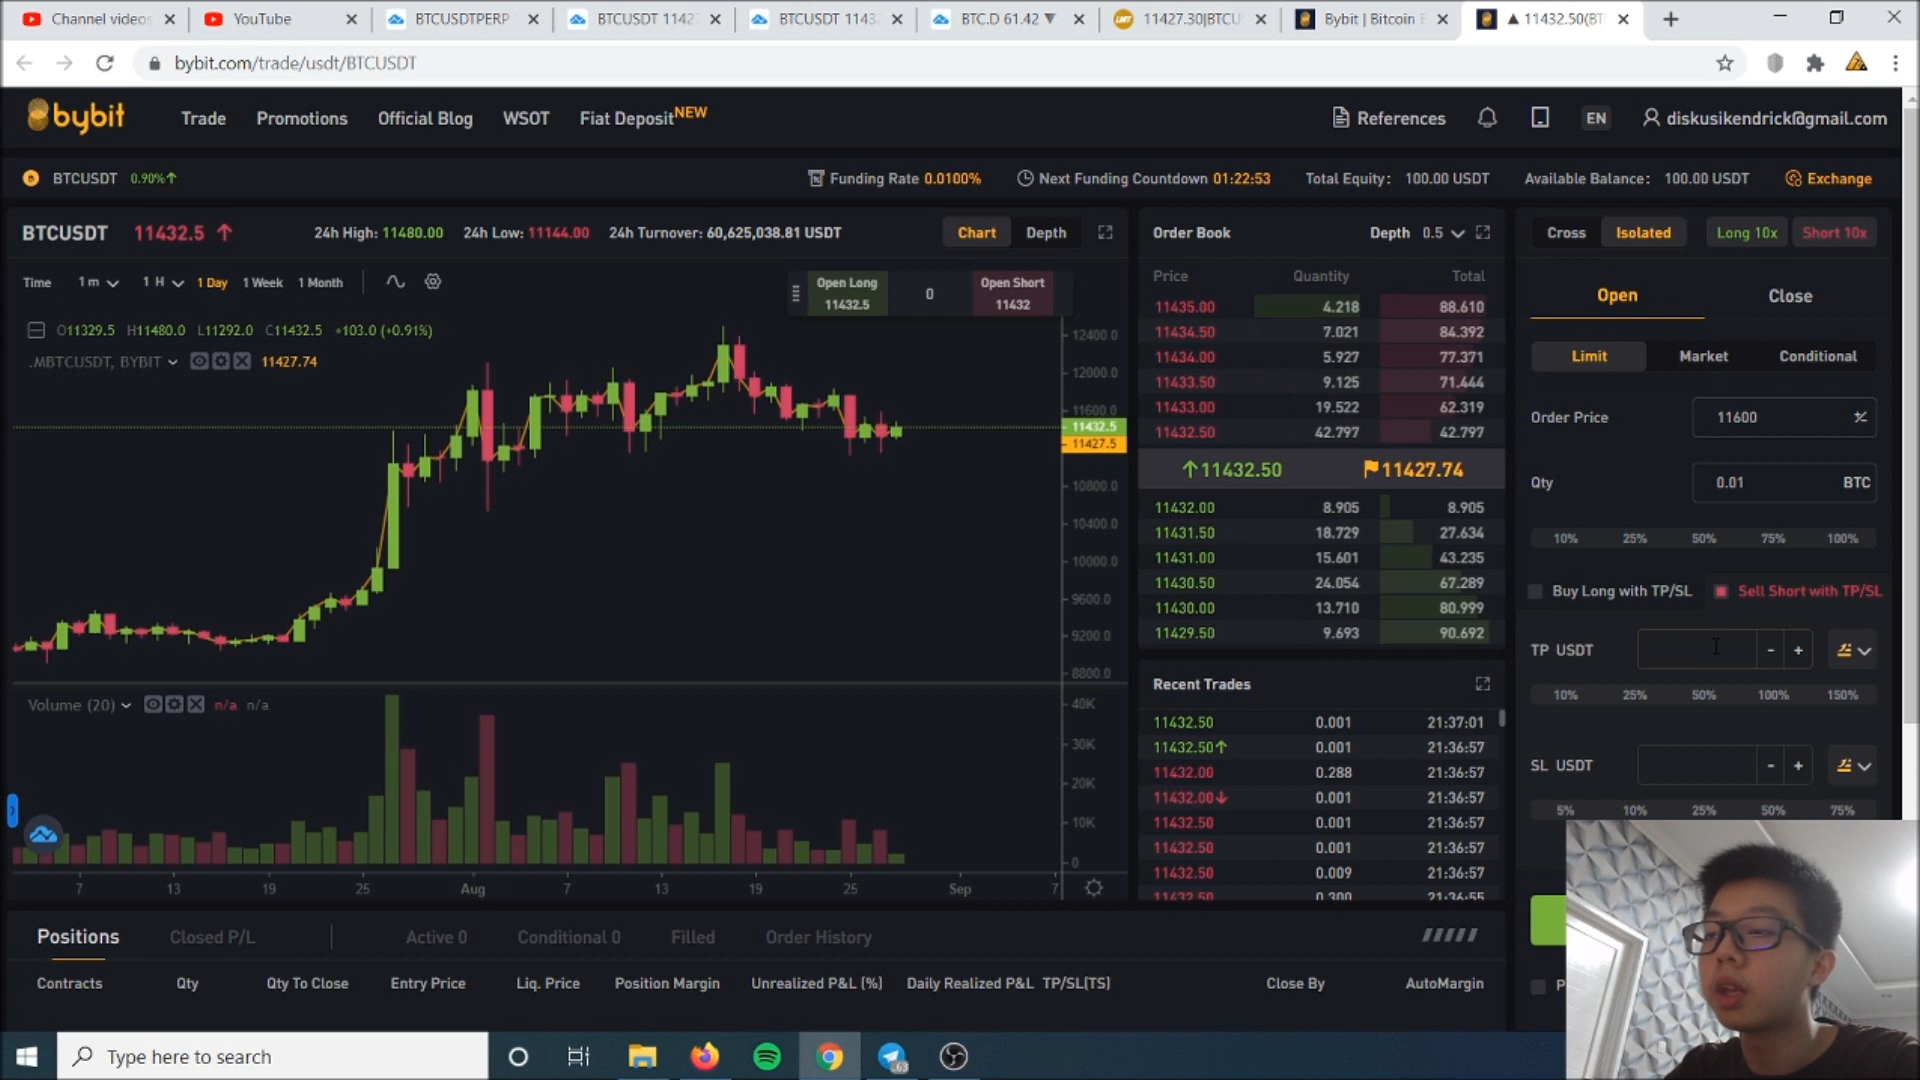 Channel videos
YouTube
BTCUSDTPERP
BTCUSDT 1142
BTCUSDT 1143
BTC.D 61.42 ▼
11427.30|BTCU
Bybit | Bitcoin
▲ 11432.50(BT
bybit.com/trade/usdt/BTCUSDT
bybit
Trade
Promotions
Official Blog
WSOT
Fiat Deposit NEW
References
EN
diskusikendrick@gmail.com
BTCUSDT 0.90%↑
Funding Rate 0.0100%
Next Funding Countdown 01:22:53
Total Equity: 100.00 USDT
Available Balance: 100.00 USDT
Exchange
BTCUSDT 11432.5 ↑
24h High: 11480.00 24h Low: 11144.00 24h Turnover: 60,625,038.81 USDT
Chart Depth
Time 1 m 1 H 1 Day 1 Week 1 Month
Open Long
11432.5
0
Open Short
11432
O11329.5 H11480.0 L11292.0 C11432.5 +103.0 (+0.91%)
.MBTCUSDT, BYBIT 11427.74
12400.0
12000.0
11600.0
11432.5
11427.5
10800.0
10400.0
10000.0
9600.0
9200.0
8800.0
Volume (20) n/a n/a
40K
30K
20K
10K
0
7 13 19 25 Aug 7 13 19 25 Sep 7
Order Book
Depth 0.5
Price Quantity Total
11435.00 4.218 88.610
11434.50 7.021 84.392
11434.00 5.927 77.371
11433.50 9.125 71.444
11433.00 19.522 62.319
11432.50 42.797 42.797
↑11432.50 11427.74
11432.00 8.905 8.905
11431.50 18.729 27.634
11431.00 15.601 43.235
11430.50 24.054 67.289
11430.00 13.710 80.999
11429.50 9.693 90.692
Recent Trades
11432.50 0.001 21:37:01
11432.50↑ 0.001 21:36:57
11432.00 0.288 21:36:57
11432.00↓ 0.001 21:36:57
11432.50 0.001 21:36:57
11432.50 0.001 21:36:57
11432.50 0.009 21:36:57
11432.50 0.300 21:36:55
Cross Isolated Long 10x Short 10x
Open Close
Limit Market Conditional
Order Price 11600
Qty 0.01 BTC
10% 25% 50% 75% 100%
Buy Long with TP/SL Sell Short with TP/SL
TP USDT - +
10% 25% 50% 100% 150%
SL USDT - +
5% 10% 25% 50% 75%
P
Positions Closed P/L Active 0 Conditional 0 Filled Order History
Contracts Qty Qty To Close Entry Price Liq. Price Position Margin Unrealized P&L (%) Daily Realized P&L TP/SL(TS) Close By AutoMargin
Type here to search
63